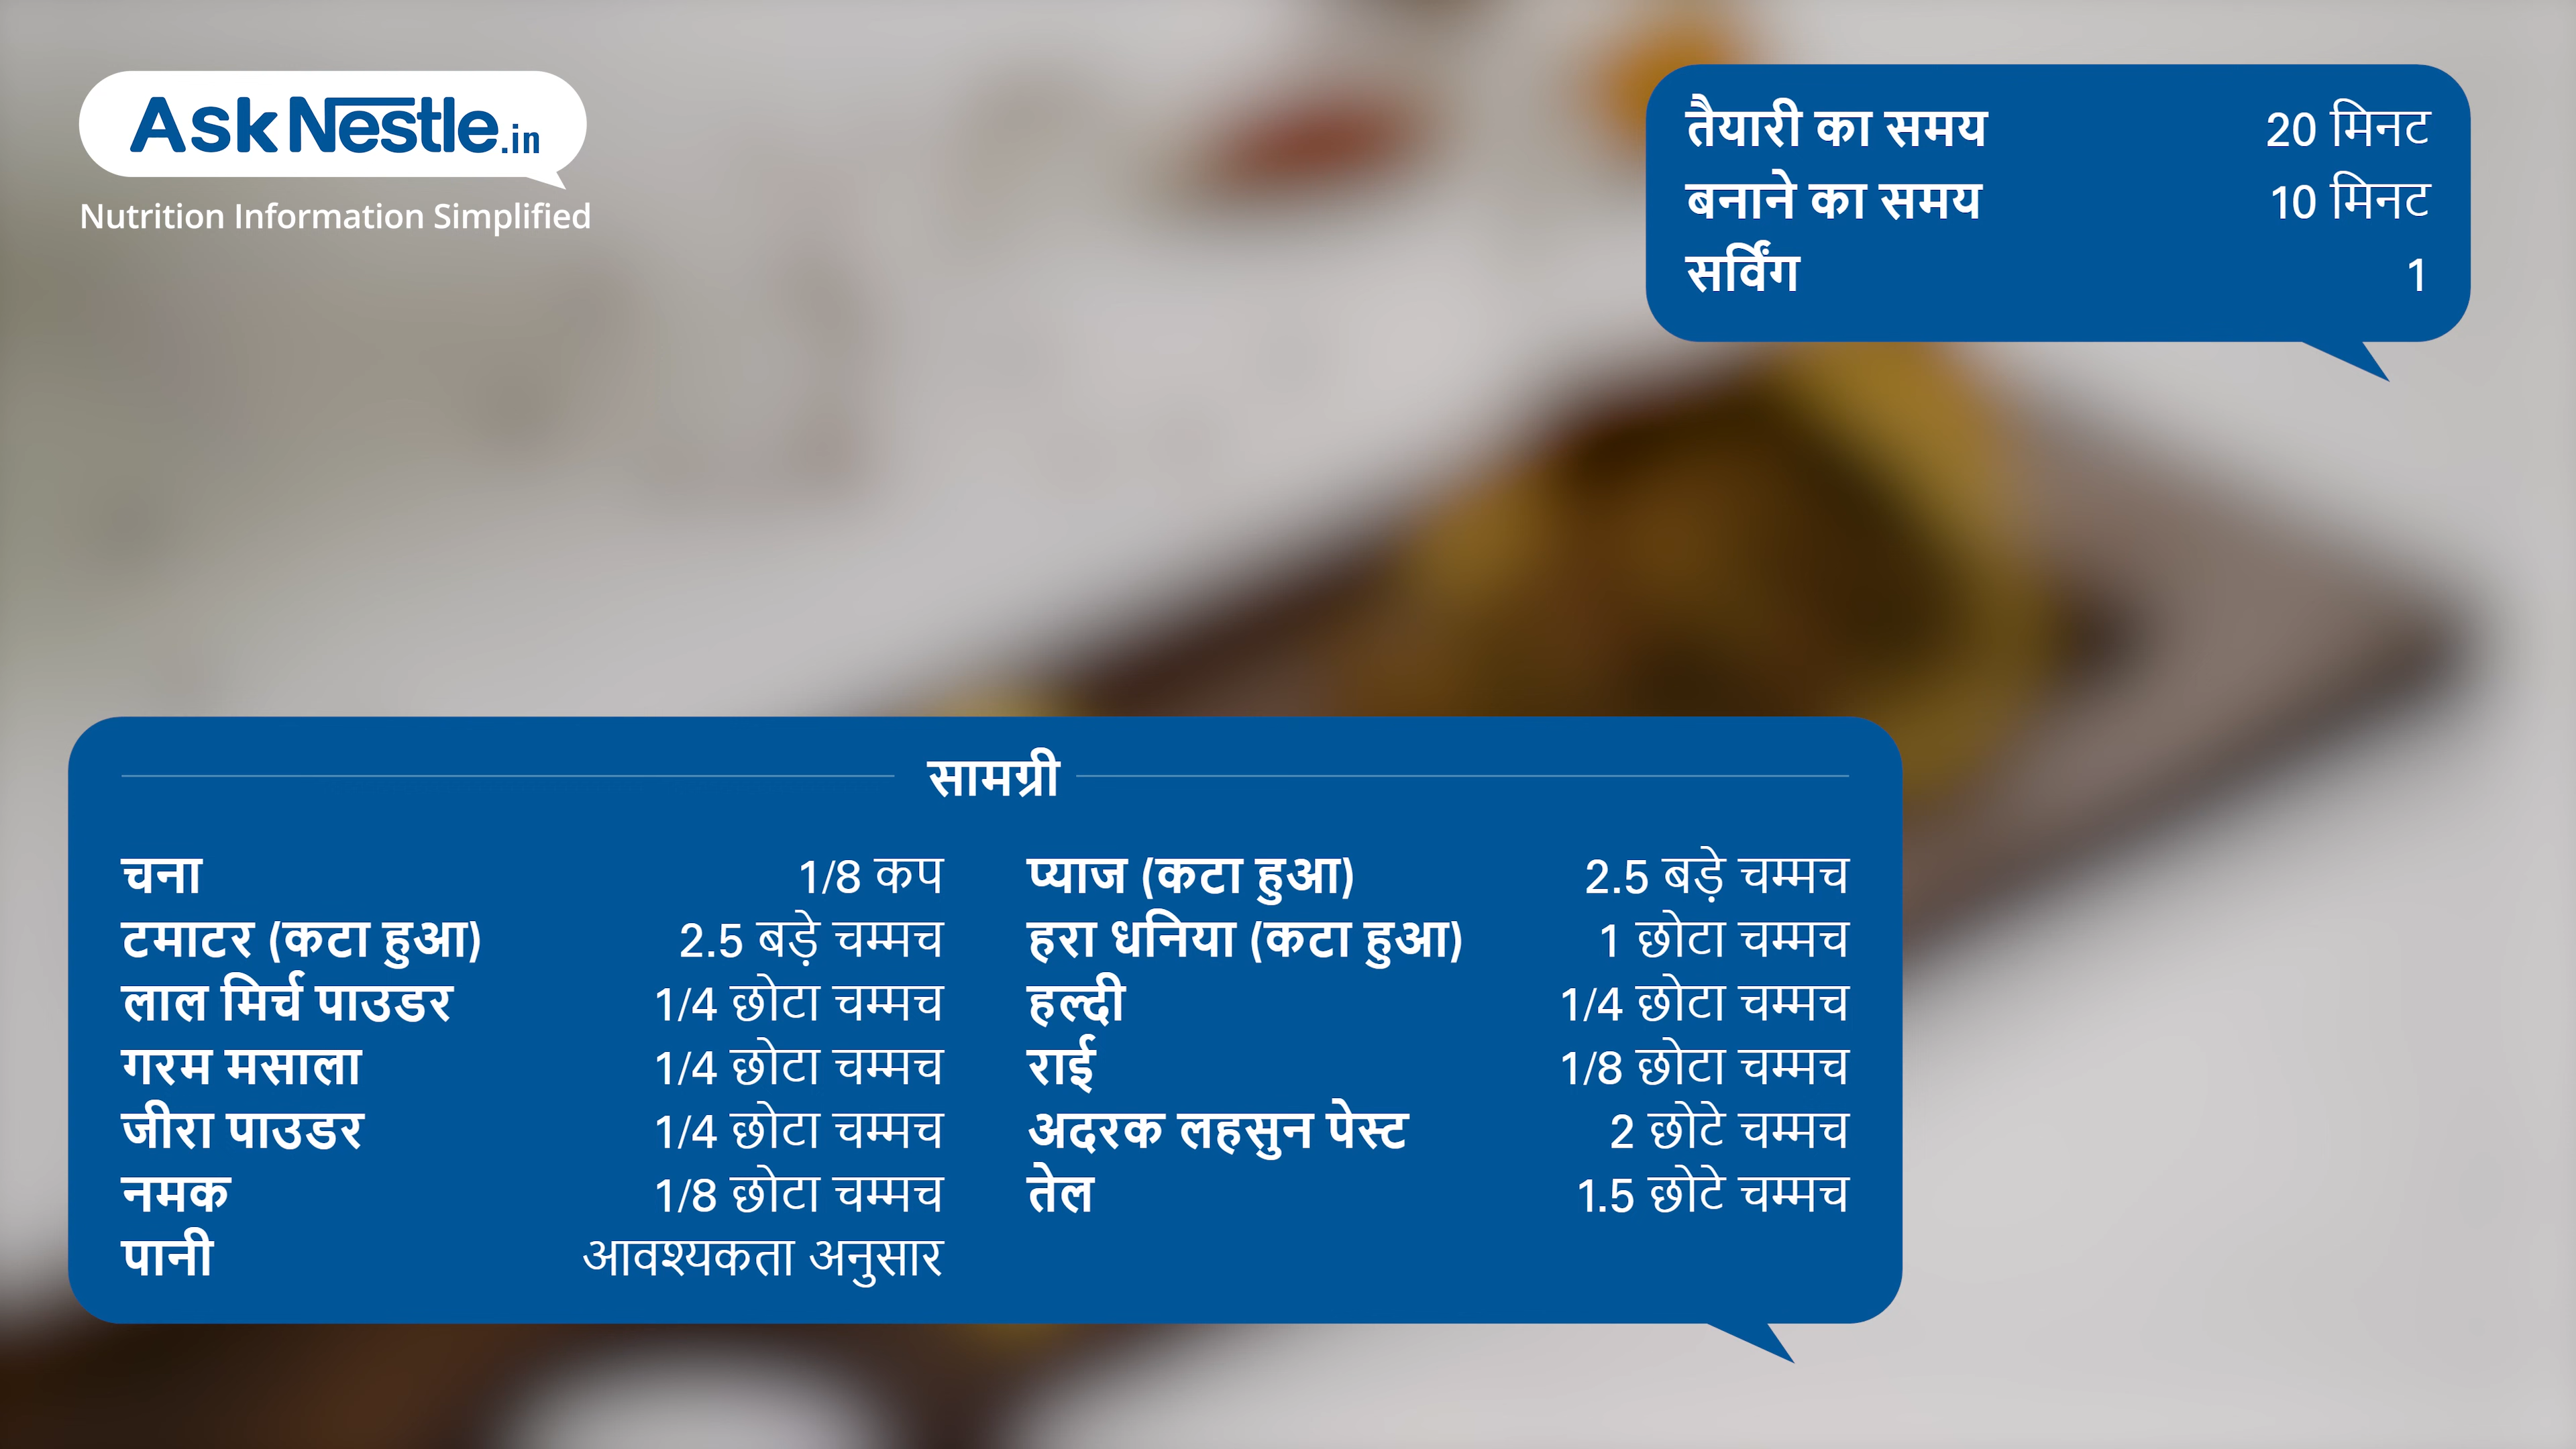 Ask Nestle.in
Nutrition Information Simplified
तैयारी का समय 20 मिनट
बनाने का समय 10 मिनट
सर्विंग 1
सामग्री
चना 1/8 कप
टमाटर (कटा हुआ) 2.5 बड़े चम्मच
लाल मिर्च पाउडर 1/4 छोटा चम्मच
गरम मसाला 1/4 छोटा चम्मच
जीरा पाउडर 1/4 छोटा चम्मच
नमक 1/8 छोटा चम्मच
पानी आवश्यकता अनुसार
प्याज (कटा हुआ) 2.5 बड़े चम्मच
हरा धनिया (कटा हुआ) 1 छोटा चम्मच
हल्दी 1/4 छोटा चम्मच
राई 1/8 छोटा चम्मच
अदरक लहसुन पेस्ट 2 छोटे चम्मच
तेल 1.5 छोटे चम्मच